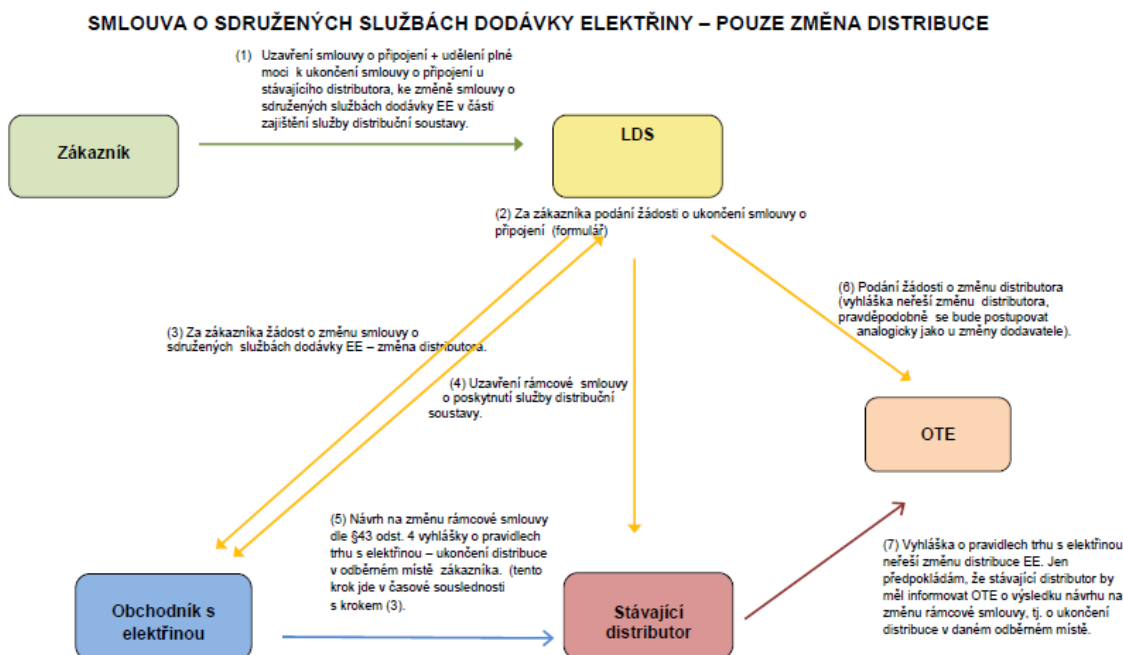 SMLOUVA O SDRUŽENÝCH SLUŽBÁCH DODÁVKY ELEKTŘINY – POUZE ZMĚNA DISTRIBUCE
(1) Uzavření smlouvy o připojení + udělení plné
moci k ukončení smlouvy o připojení u
stávajícího distributora, ke změně smlouvy o
sdružených službách dodávky EE v části
zajištění služby distribuční soustavy.
Zákazník
LDS
(2) Za zákazníka podání žádosti o ukončení smlouvy o
připojení (formulář)
(6) Podání žádosti o změnu distributora
(vyhláška neřeší změnu distributora,
pravděpodobně se bude postupovat
analogicky jako u změny dodavatele).
(3) Za zákazníka žádost o změnu smlouvy o
sdružených službách dodávky EE – změna distributora.
(4) Uzavření rámcové smlouvy
o poskytnutí služby distribuční
soustavy.
OTE
(5) Návrh na změnu rámcové smlouvy
dle §43 odst. 4 vyhlášky o pravidlech
trhu s elektřinou – ukončení distribuce
v odběrném místě zákazníka. (tento
krok jde v časové souslednosti
s krokem (3).
(7) Vyhláška o pravidlech trhu s elektřinou
neřeší změnu distribuce EE. Jen
předpokládám, že stávající distributor by
měl informovat OTE o výsledku návrhu na
změnu rámcové smlouvy, tj. o ukončení
distribuce v daném odběrném místě.
Obchodník s
elektřinou
Stávající
distributor